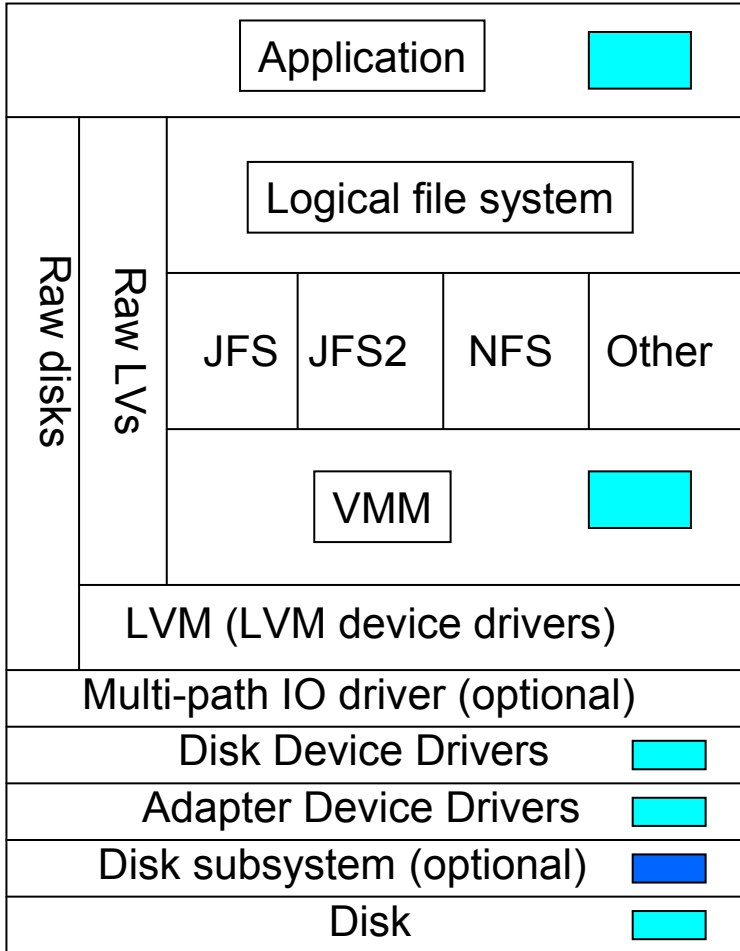 Application
Raw disks
Raw LVs
Logical file system
JFS
JFS2
NFS
Other
VMM
LVM (LVM device drivers)
Multi-path IO driver (optional)
Disk Device Drivers
Adapter Device Drivers
Disk subsystem (optional)
Disk